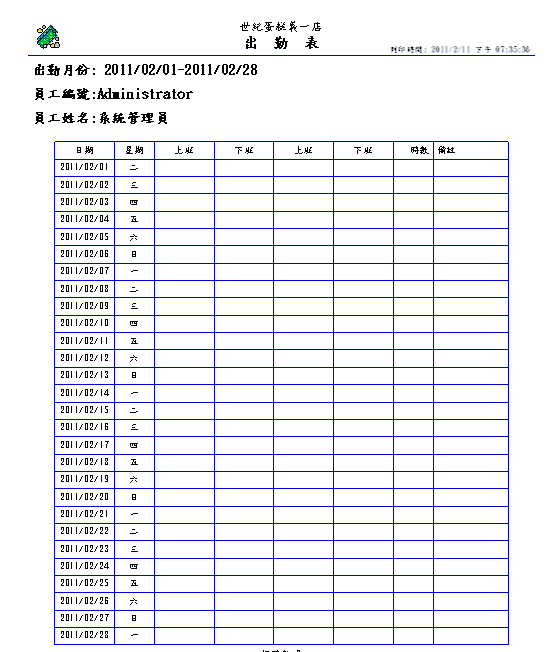 世紀蛋糕義一店
出 勤 表
列印時間: 2011/2/11 下午 07:35:36
出勤月份: 2011/02/01-2011/02/28
員工編號:Administrator
員工姓名:系統管理員
日期 星期 上班 下班 上班 下班 時數 備註
2011/02/01 二
2011/02/02 三
2011/02/03 四
2011/02/04 五
2011/02/05 六
2011/02/06 日
2011/02/07 一
2011/02/08 二
2011/02/09 三
2011/02/10 四
2011/02/11 五
2011/02/12 六
2011/02/13 日
2011/02/14 一
2011/02/15 二
2011/02/16 三
2011/02/17 四
2011/02/18 五
2011/02/19 六
2011/02/20 日
2011/02/21 一
2011/02/22 二
2011/02/23 三
2011/02/24 四
2011/02/25 五
2011/02/26 六
2011/02/27 日
2011/02/28 一